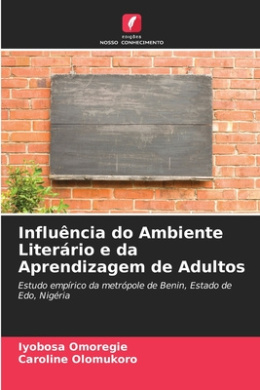 edições
NOSSO CONHECIMENTO
Influência do Ambiente
Literário e da
Aprendizagem de Adultos
Estudo empírico da metrópole de Benin, Estado de
Edo, Nigéria
Iyobosa Omoregie
Caroline Olomukoro